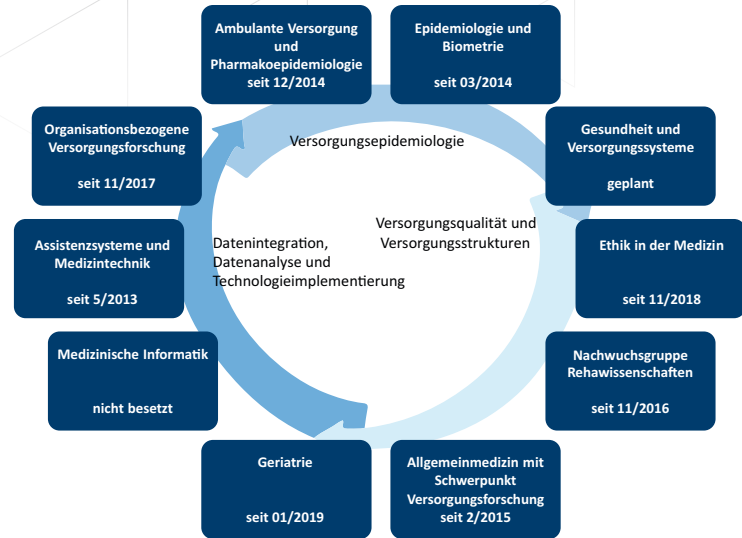 Ambulante Versorgung
und
Pharmakoepidemiologie
seit 12/2014
Epidemiologie und
Biometrie
seit 03/2014
Gesundheit und
Versorgungssysteme
geplant
Ethik in der Medizin
seit 11/2018
Nachwuchsgruppe
Rehawissenschaften
seit 11/2016
Allgemeinmedizin mit
Schwerpunkt
Versorgungsforschung
seit 2/2015
Geriatrie
seit 01/2019
Medizinische Informatik
nicht besetzt
Assistenzsysteme und
Medizintechnik
seit 5/2013
Organisationsbezogene
Versorgungsforschung
seit 11/2017
Versorgungsepidemiologie
Versorgungsqualität und
Versorgungsstrukturen
Datenintegration,
Datenanalyse und
Technologieimplementierung